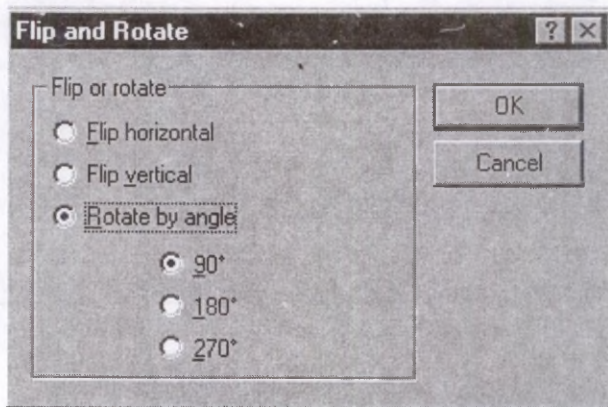 Flip and Rotate
Flip or rotate
Flip horizontal
Flip vertical
Rotate by angle
90°
180°
270°
OK
Cancel